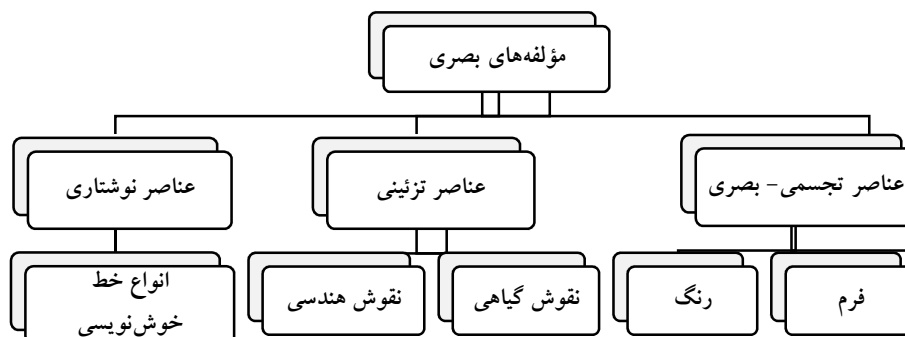 مؤلفه‌های بصری
عناصر تجسمی- بصری
عناصر تزئینی
عناصر نوشتاری
فرم
رنگ
نقوش گیاهی
نقوش هندسی
انواع خط
خوش‌نویسی